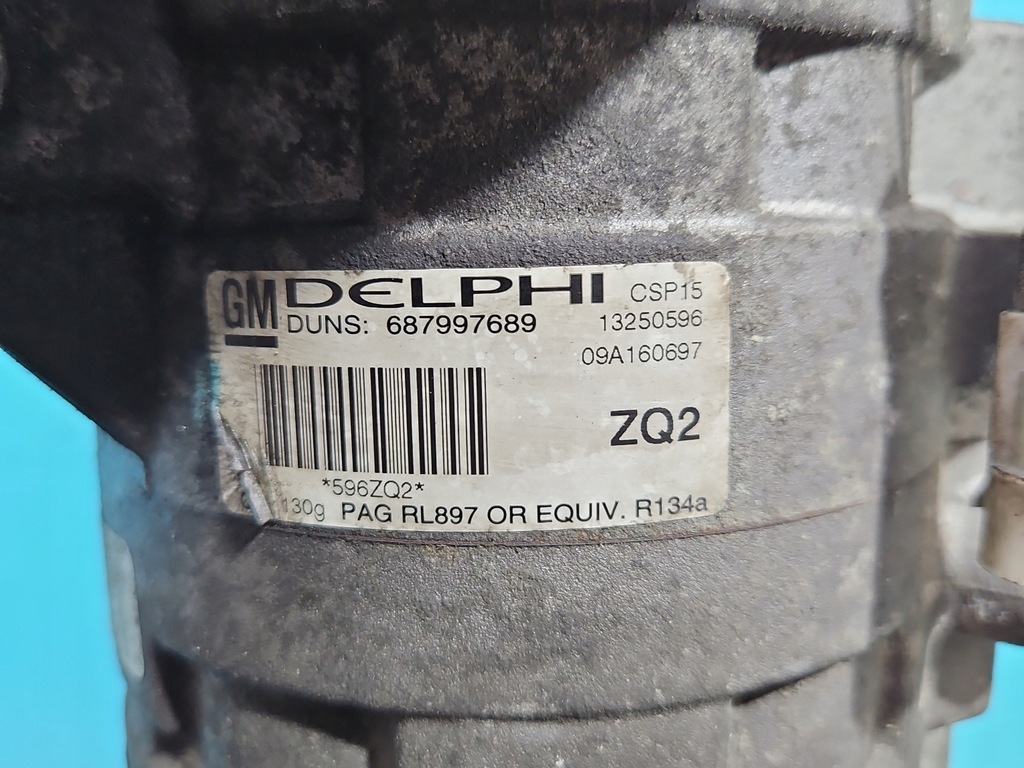 GM DELPHI CSP15
DUNS: 687997689 13250596
09A160697
ZQ2
*596ZQ2*
130g PAG RL897 OR EQUIV. R134a